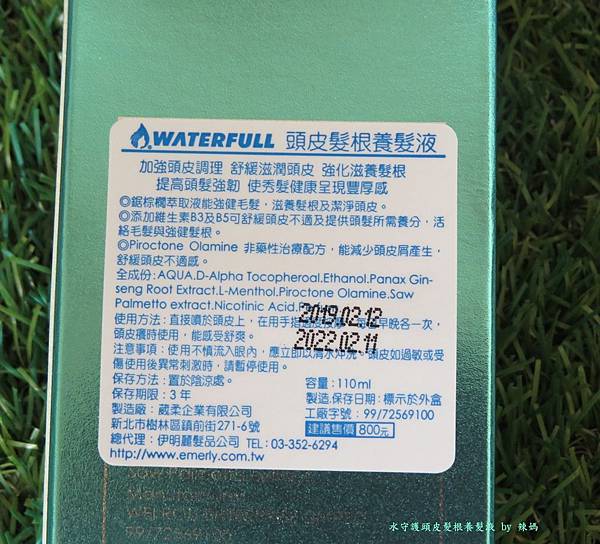 WATERFULL 頭皮髮根養髮液
加強頭皮調理 舒緩滋潤頭皮 強化滋養髮根
提高頭髮強韌 使秀髮健康呈現豐厚感
◎鋸棕櫚萃取液能強健毛髮，滋養髮根及潔淨頭皮。
◎添加維生素B3及B5可舒緩頭皮不適及提供頭髮所需養分，活
絡毛髮與強健髮根。
◎Piroctone Olamine 非藥性治療配方，能減少頭皮屑產生，
舒緩頭皮不適感。
全成份：AQUA.D-Alpha Tocopheroal.Ethanol.Panax Gin-
seng Root Extract.L-Menthol.Piroctone Olamine.Saw
Palmetto extract.Nicotinic Acid.
2019.02.12
使用方法：直接噴於頭皮上，在用手指 早晚各一次，
頭皮癢時使用，能感受舒爽。
2022.02.11
注意事項：使用不慎流入眼內，應立即以清水沖洗。頭皮如過敏或受
傷使用後異常刺激時，請暫停使用。
保存方法：置於陰涼處。
容量：110ml
保存期限：3 年
製造.保存日期：標示於外盒
製造廠：葳柔企業有限公司
工廠字號：99/72569100
新北市樹林區鎮前街271-6號
建議售價 800元
總代理：伊明麗髮品公司 TEL：03-352-6294
http://www.emerly.com.tw
水守護頭皮髮根養髮液 by 辣媽